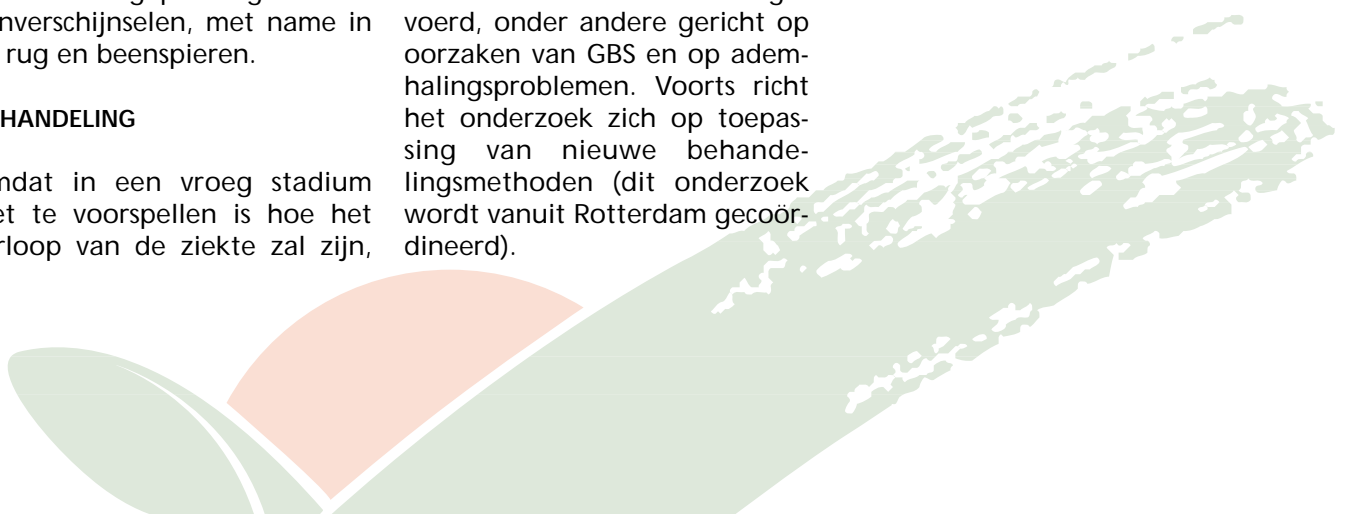 nverschijnselen, met name in
rug en beenspieren.
HANDELING
mdat in een vroeg stadium
et te voorspellen is hoe het
rloop van de ziekte zal zijn,
voerd, onder andere gericht op
oorzaken van GBS en op adem-
halingsproblemen. Voorts richt
het onderzoek zich op toepas-
sing van nieuwe behande-
lingsmethoden (dit onderzoek
wordt vanuit Rotterdam gecoör-
dineerd).